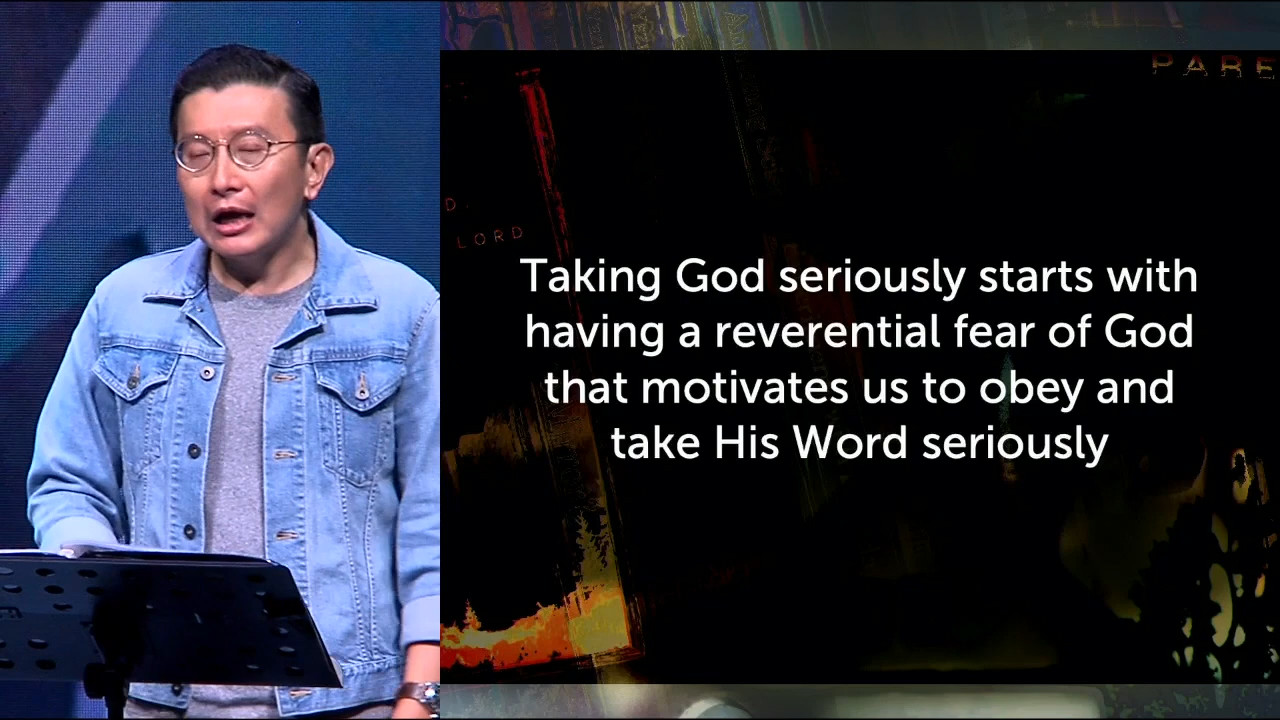 PARE
D.
LORD
Taking God seriously starts with
having a reverential fear of God
that motivates us to obey and
take His Word seriously